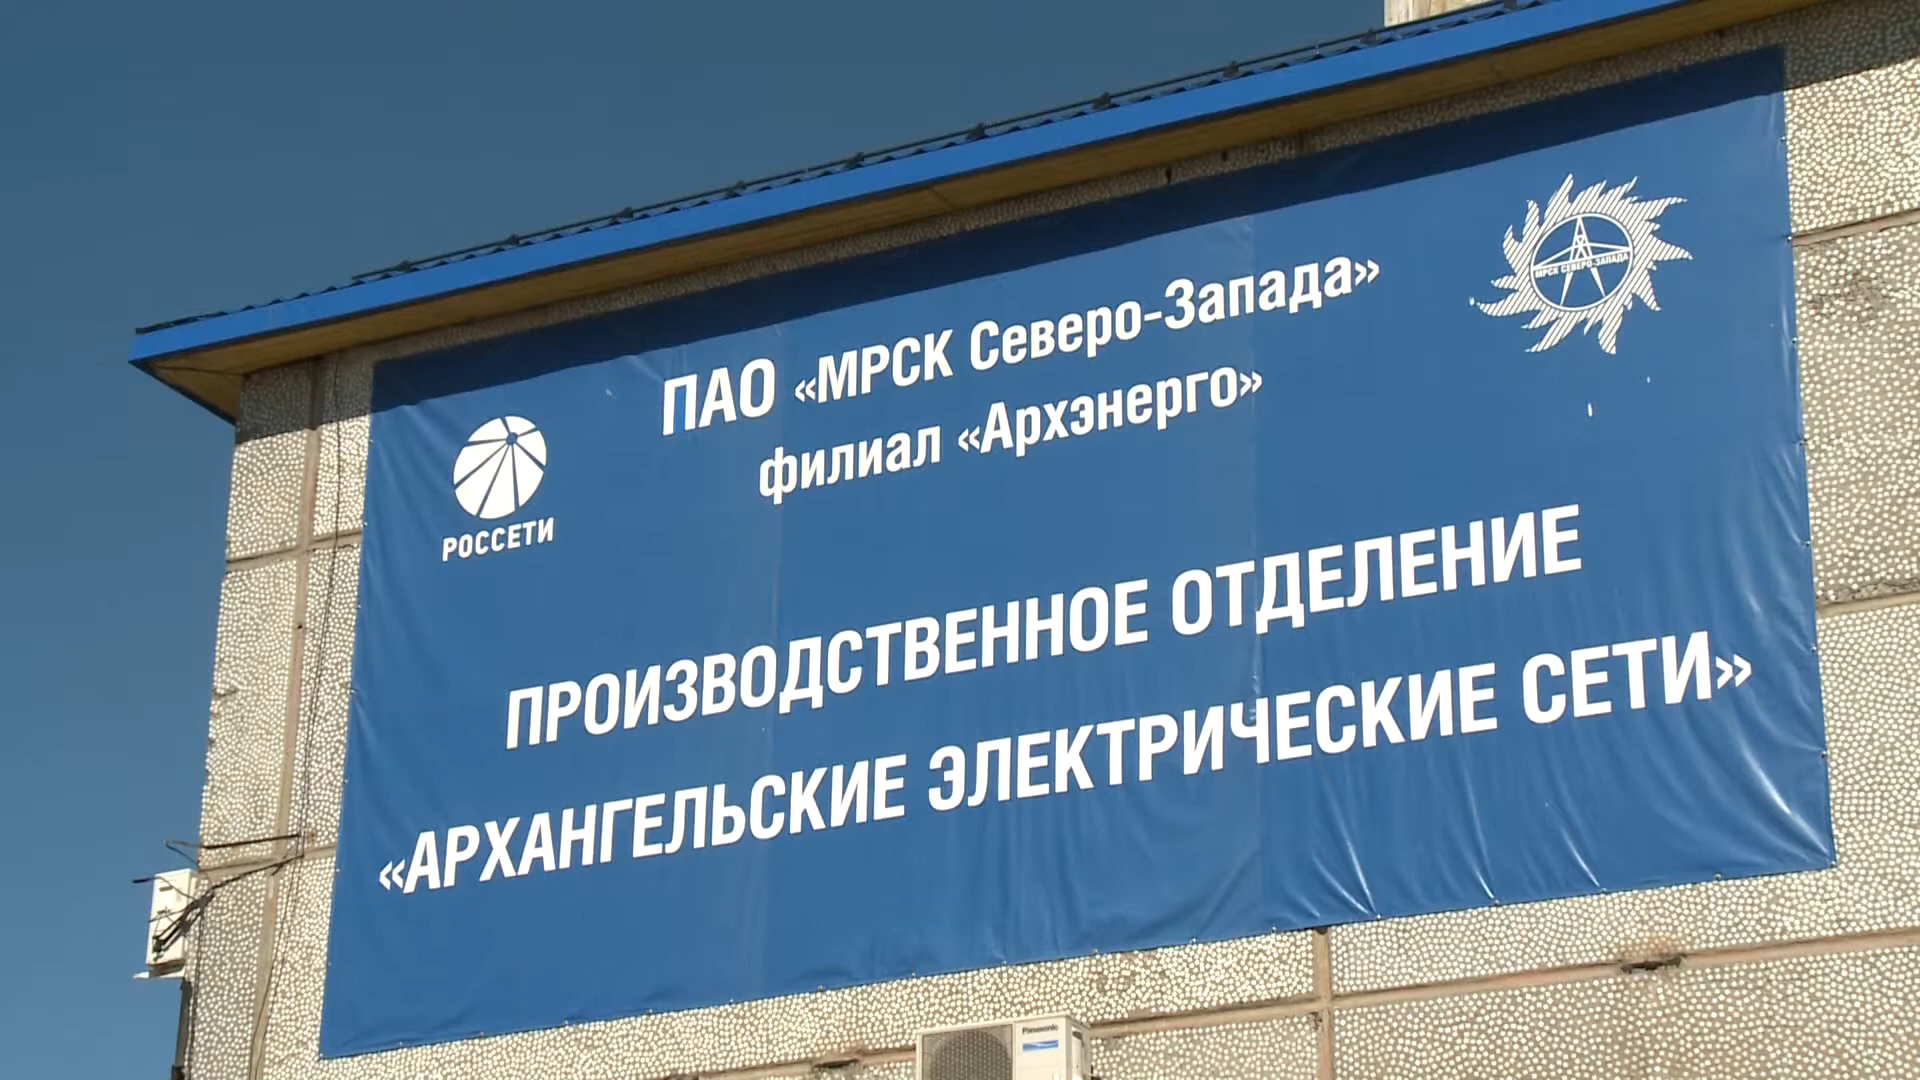 ПАО «МРСК Северо-Запада»
филиал «Архэнерго»
МРСК СЕВЕРО-ЗАПАДА
РОССЕТИ
ПРОИЗВОДСТВЕННОЕ ОТДЕЛЕНИЕ
«АРХАНГЕЛЬСКИЕ ЭЛЕКТРИЧЕСКИЕ СЕТИ»
Panasonic